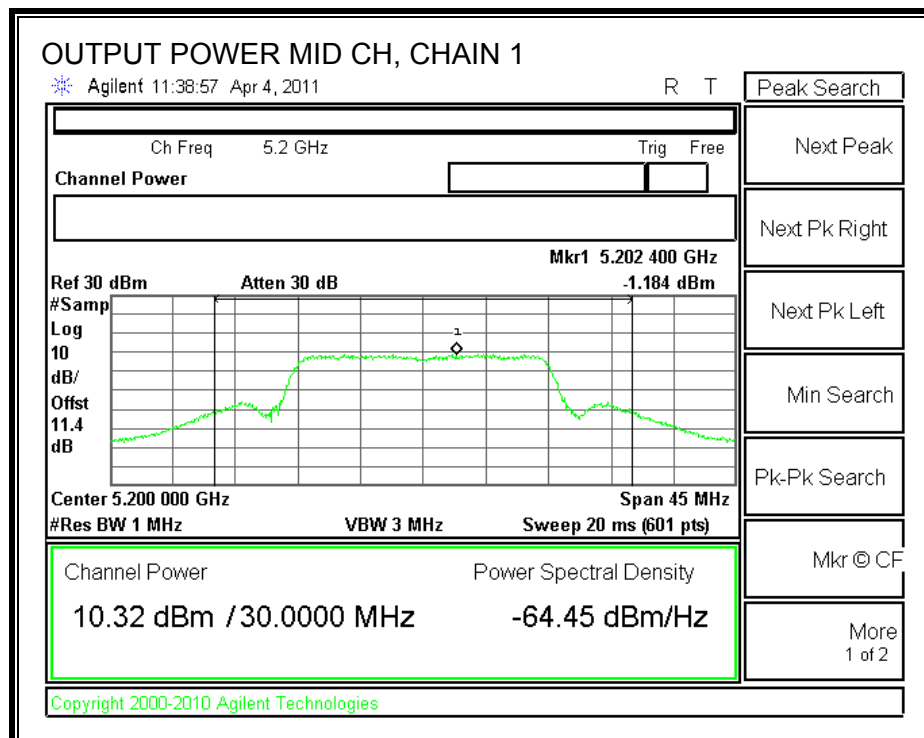 OUTPUT POWER MID CH, CHAIN 1
Agilent 11:38:57 Apr 4, 2011 R T
Peak Search
Ch Freq 5.2 GHz Trig Free
Channel Power
Mkr1 5.202 400 GHz
Ref 30 dBm Atten 30 dB -1.184 dBm
#Samp
Log
10
dB/
Offst
11.4
dB
1
Center 5.200 000 GHz Span 45 MHz
#Res BW 1 MHz VBW 3 MHz Sweep 20 ms (601 pts)
Channel Power Power Spectral Density
10.32 dBm / 30.0000 MHz -64.45 dBm/Hz
Copyright 2000-2010 Agilent Technologies
Next Peak
Next Pk Right
Next Pk Left
Min Search
Pk-Pk Search
Mkr © CF
More
1 of 2